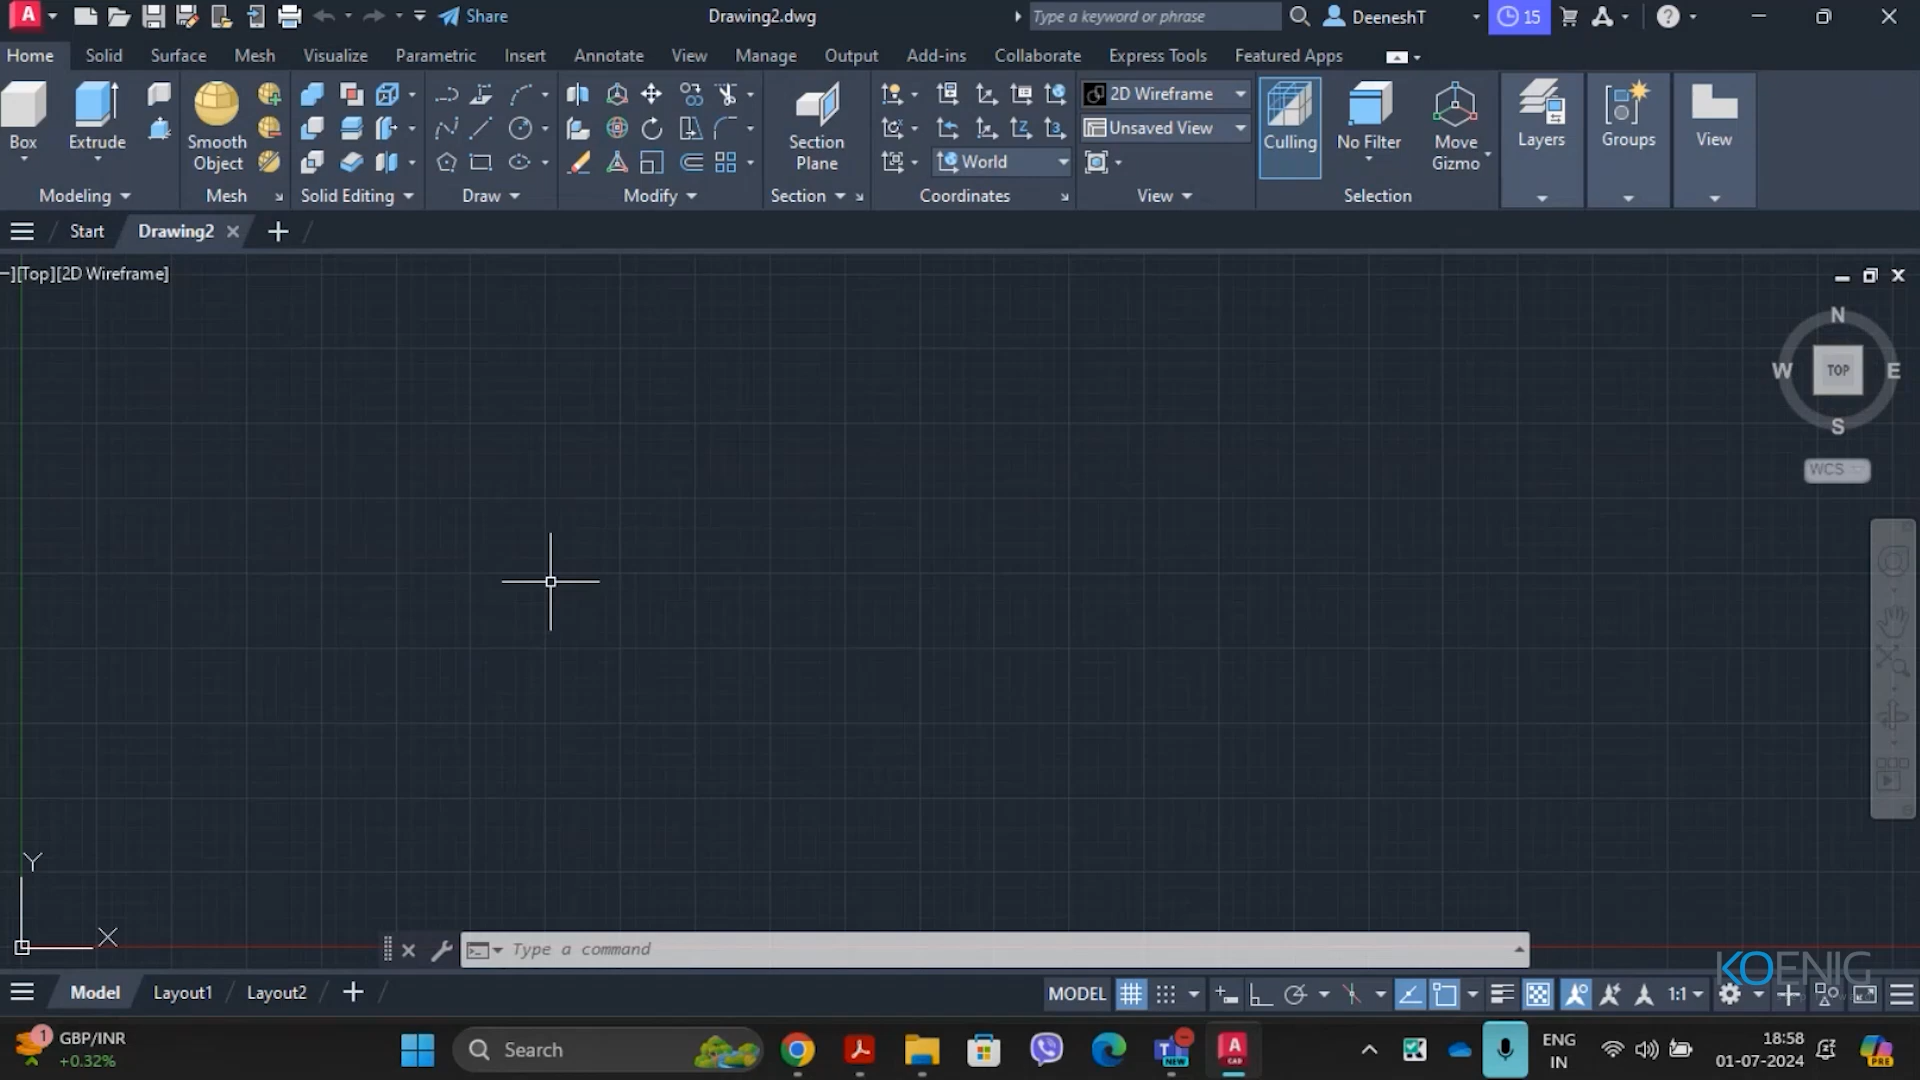 Share
Drawing2.dwg
Type a keyword or phrase
DeeneshT
15
Home Solid Surface Mesh Visualize Parametric Insert Annotate View Manage Output Add-ins Collaborate Express Tools Featured Apps
Box
Extrude
Smooth
Object
Section
Plane
2D Wireframe
Unsaved View
World
Culling
No Filter
Move
Gizmo
Layers
Groups
View
Modeling
Mesh
Solid Editing
Draw
Modify
Section
Coordinates
View
Selection
Start
Drawing2
][Top][2D Wireframe]
N
W TOP E
S
WCS
Y
X
Type a command
KOENIG
Model Layout1 Layout2
MODEL
1:1
1
GBP/INR
+0.32%
Search
NEW
A
CAD
ENG
IN
18:58
01-07-2024
PRE